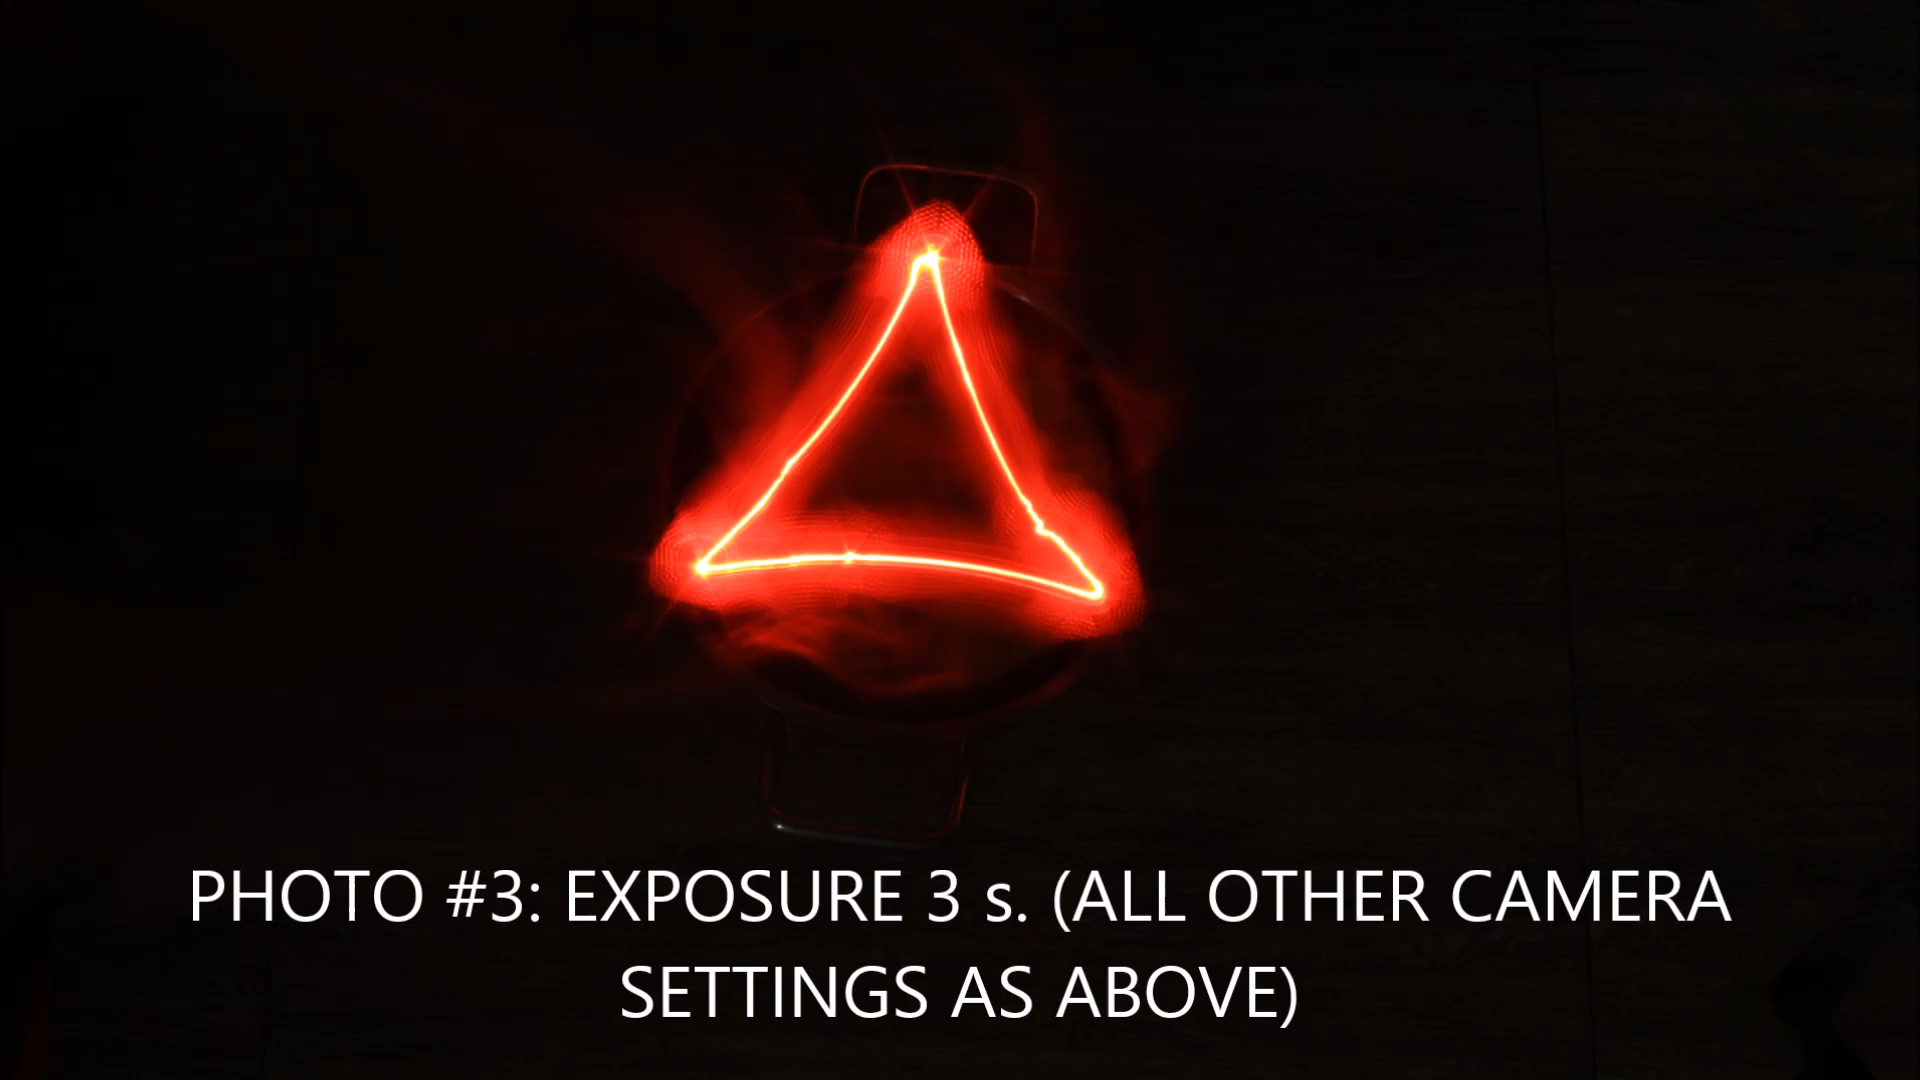 PHOTO #3: EXPOSURE 3 s. (ALL OTHER CAMERA
SETTINGS AS ABOVE)